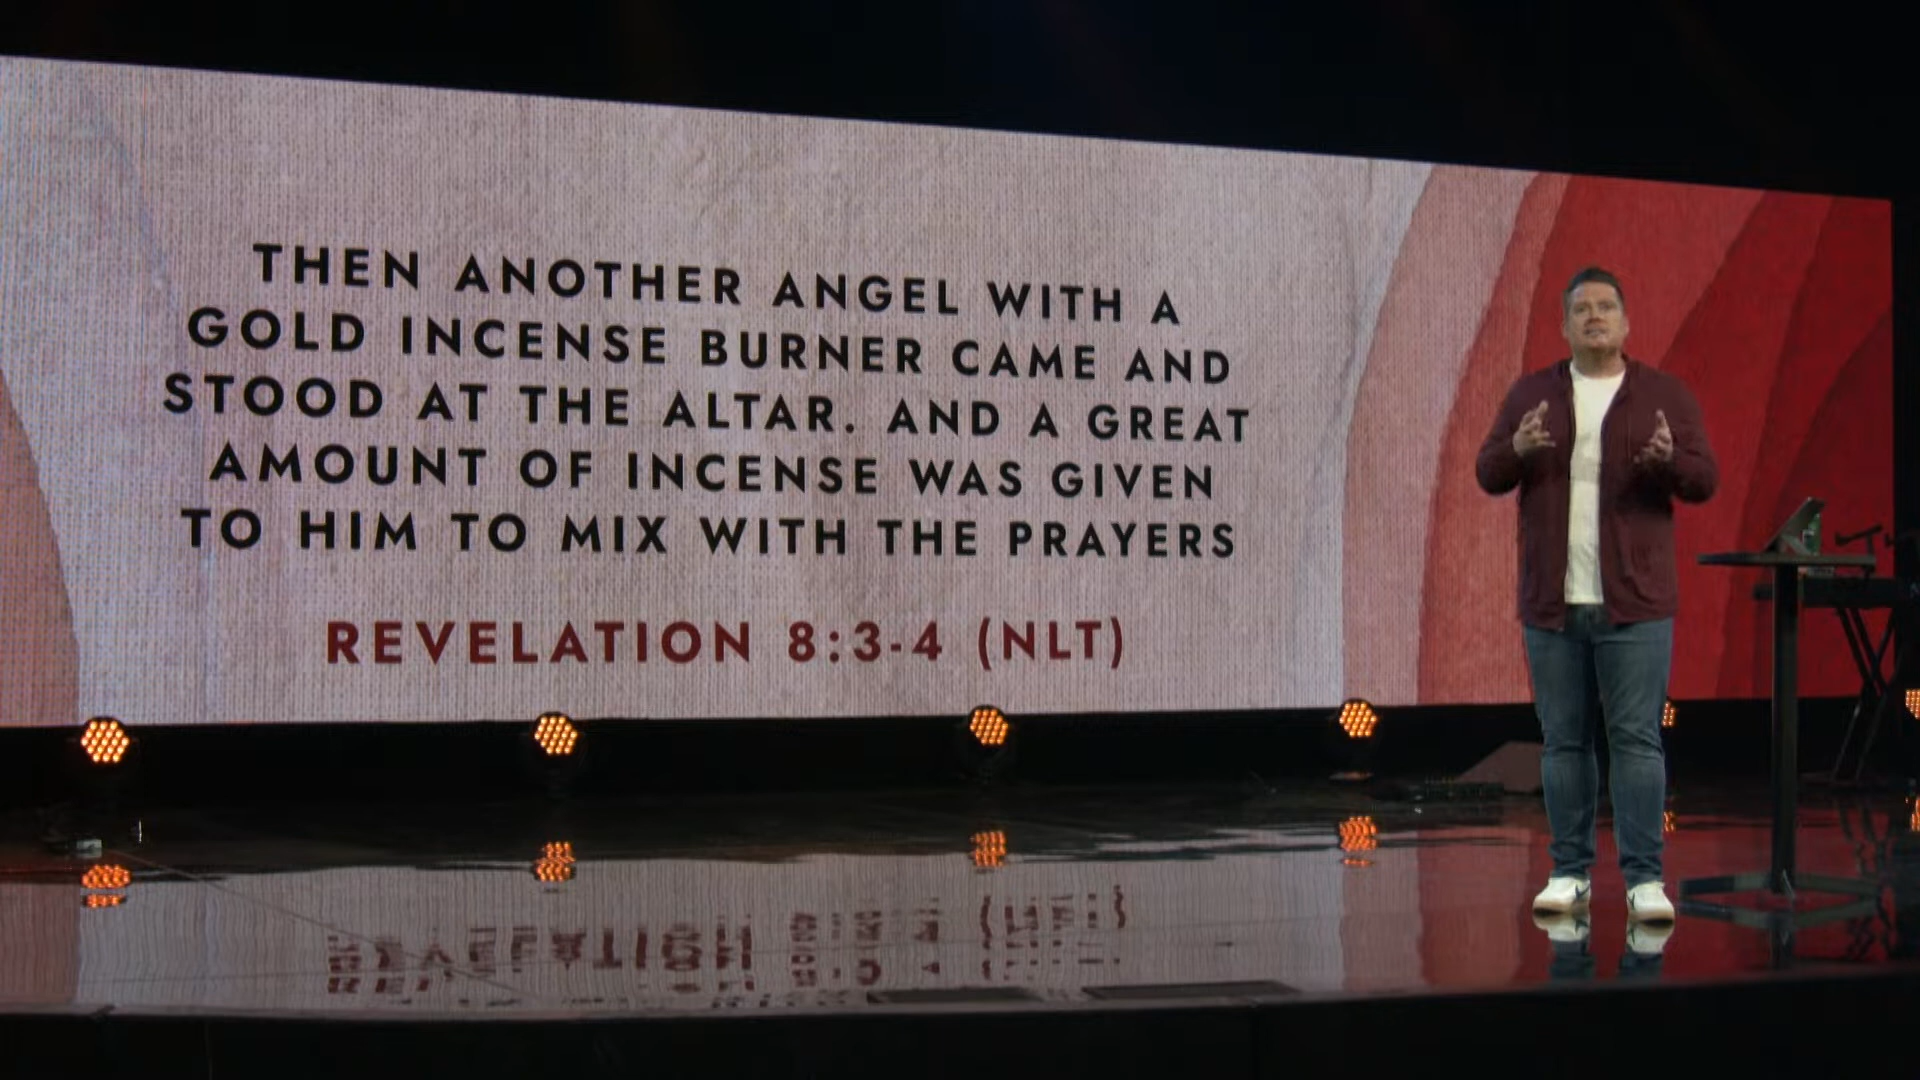 THEN ANOTHER ANGEL WITH A
GOLD INCENSE BURNER CAME AND
STOOD AT THE ALTAR. AND A GREAT
AMOUNT OF INCENSE WAS GIVEN
TO HIM TO MIX WITH THE PRAYERS
REVELATION 8:3-4 (NLT)